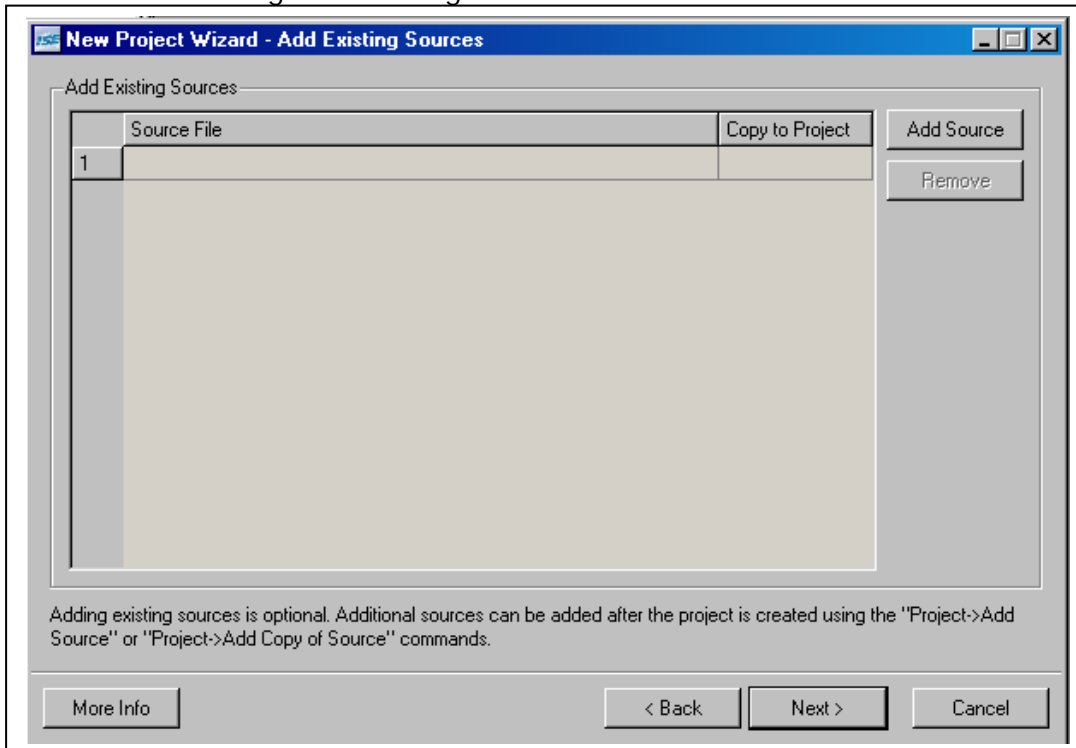 ISE New Project Wizard - Add Existing Sources
Add Existing Sources
Source File Copy to Project Add Source
1
Remove
Adding existing sources is optional. Additional sources can be added after the project is created using the "Project->Add
Source" or "Project->Add Copy of Source" commands.
More Info < Back Next > Cancel